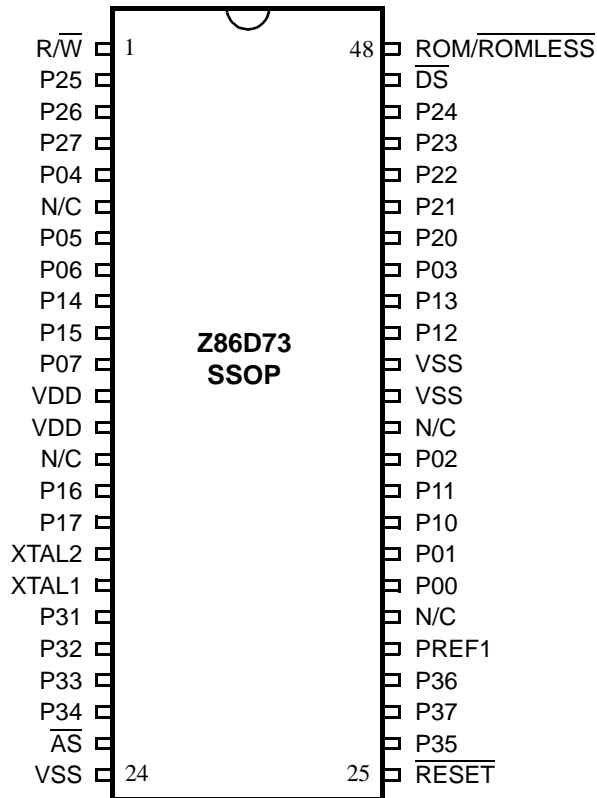 R/W 1 48 ROM/ROMLESS
P25 DS
P26 P24
P27 P23
P04 P22
N/C P21
P05 P20
P06 P03
P14 P13
P15 P12
Z86D73
P07 VSS
SSOP
VDD VSS
VDD N/C
N/C P02
P16 P11
P17 P10
XTAL2 P01
XTAL1 P00
P31 N/C
P32 PREF1
P33 P36
P34 P37
AS P35
VSS 24 25 RESET